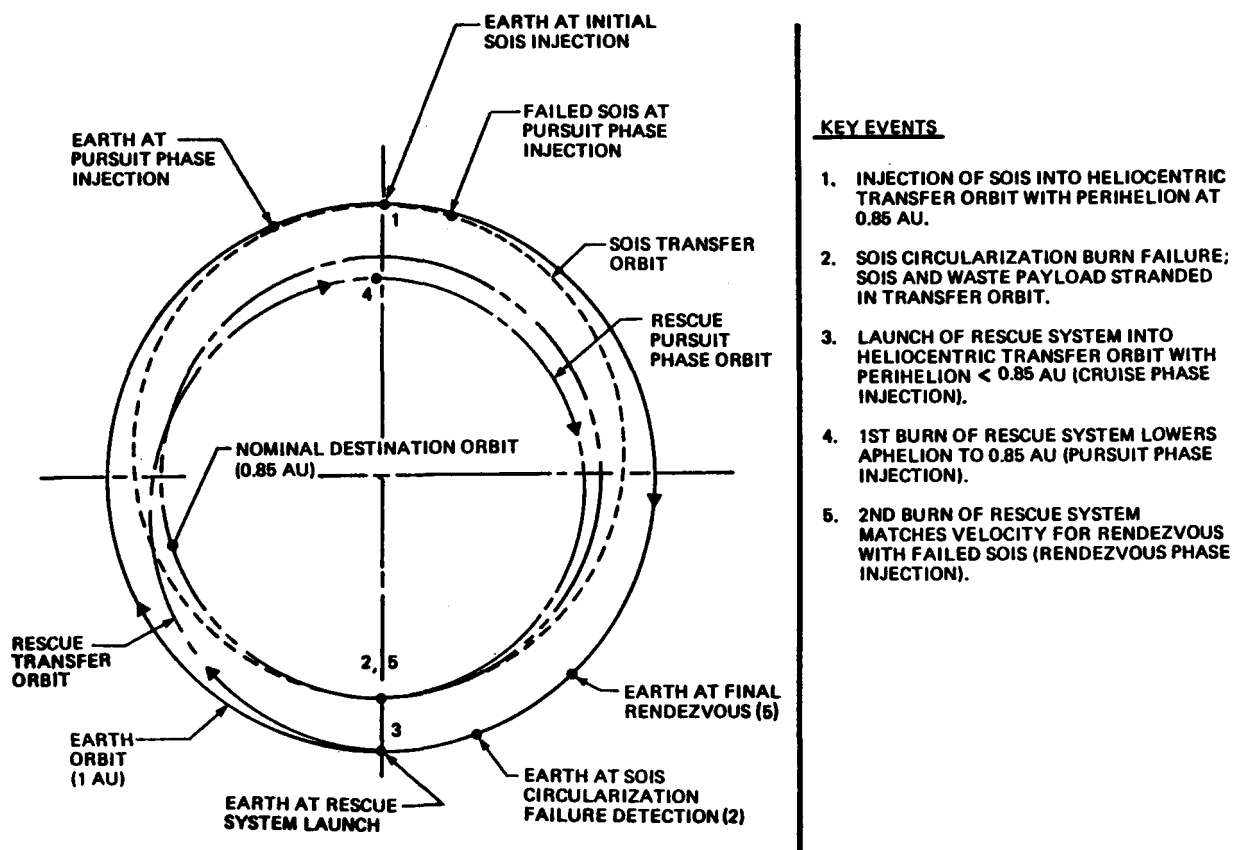 EARTH AT INITIAL
SOIS INJECTION
FAILED SOIS AT
PURSUIT PHASE
INJECTION
EARTH AT
PURSUIT PHASE
INJECTION
1
SOIS TRANSFER
ORBIT
4
RESCUE
PURSUIT
PHASE ORBIT
NOMINAL DESTINATION ORBIT
(0.85 AU)
RESCUE
TRANSFER
ORBIT
2, 5
EARTH AT FINAL
RENDEZVOUS (5)
3
EARTH
ORBIT
(1 AU)
EARTH AT SOIS
CIRCULARIZATION
FAILURE DETECTION (2)
EARTH AT RESCUE
SYSTEM LAUNCH
KEY EVENTS
1. INJECTION OF SOIS INTO HELIOCENTRIC
TRANSFER ORBIT WITH PERIHELION AT
0.85 AU.
2. SOIS CIRCULARIZATION BURN FAILURE;
SOIS AND WASTE PAYLOAD STRANDED
IN TRANSFER ORBIT.
3. LAUNCH OF RESCUE SYSTEM INTO
HELIOCENTRIC TRANSFER ORBIT WITH
PERIHELION < 0.85 AU (CRUISE PHASE
INJECTION).
4. 1ST BURN OF RESCUE SYSTEM LOWERS
APHELION TO 0.85 AU (PURSUIT PHASE
INJECTION).
5. 2ND BURN OF RESCUE SYSTEM
MATCHES VELOCITY FOR RENDEZVOUS
WITH FAILED SOIS (RENDEZVOUS PHASE
INJECTION).